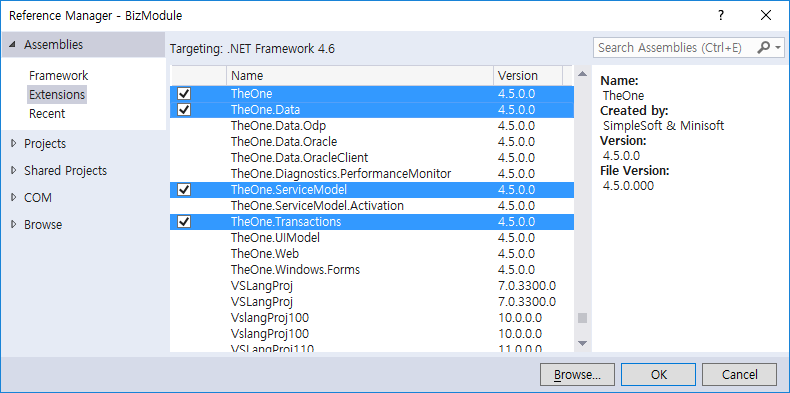 Reference Manager - BizModule
? 
Assemblies
Framework
Extensions
Recent
Projects
Shared Projects
COM
Browse
Targeting: .NET Framework 4.6
Search Assemblies (Ctrl+E)
Name Version
TheOne 4.5.0.0
TheOne.Data 4.5.0.0
TheOne.Data.Odp 4.5.0.0
TheOne.Data.Oracle 4.5.0.0
TheOne.Data.OracleClient 4.5.0.0
TheOne.Diagnostics.PerformanceMonitor 4.5.0.0
TheOne.ServiceModel 4.5.0.0
TheOne.ServiceModel.Activation 4.5.0.0
TheOne.Transactions 4.5.0.0
TheOne.UIModel 4.5.0.0
TheOne.Web 4.5.0.0
TheOne.Windows.Forms 4.5.0.0
VSLangProj 7.0.3300.0
VSLangProj 7.0.3300.0
VslangProj100 10.0.0.0
VslangProj100 10.0.0.0
VSLangProj110 11.0.0.0
Name:
TheOne
Created by:
SimpleSoft & Minisoft
Version:
4.5.0.0
File Version:
4.5.0.000
Browse... OK Cancel